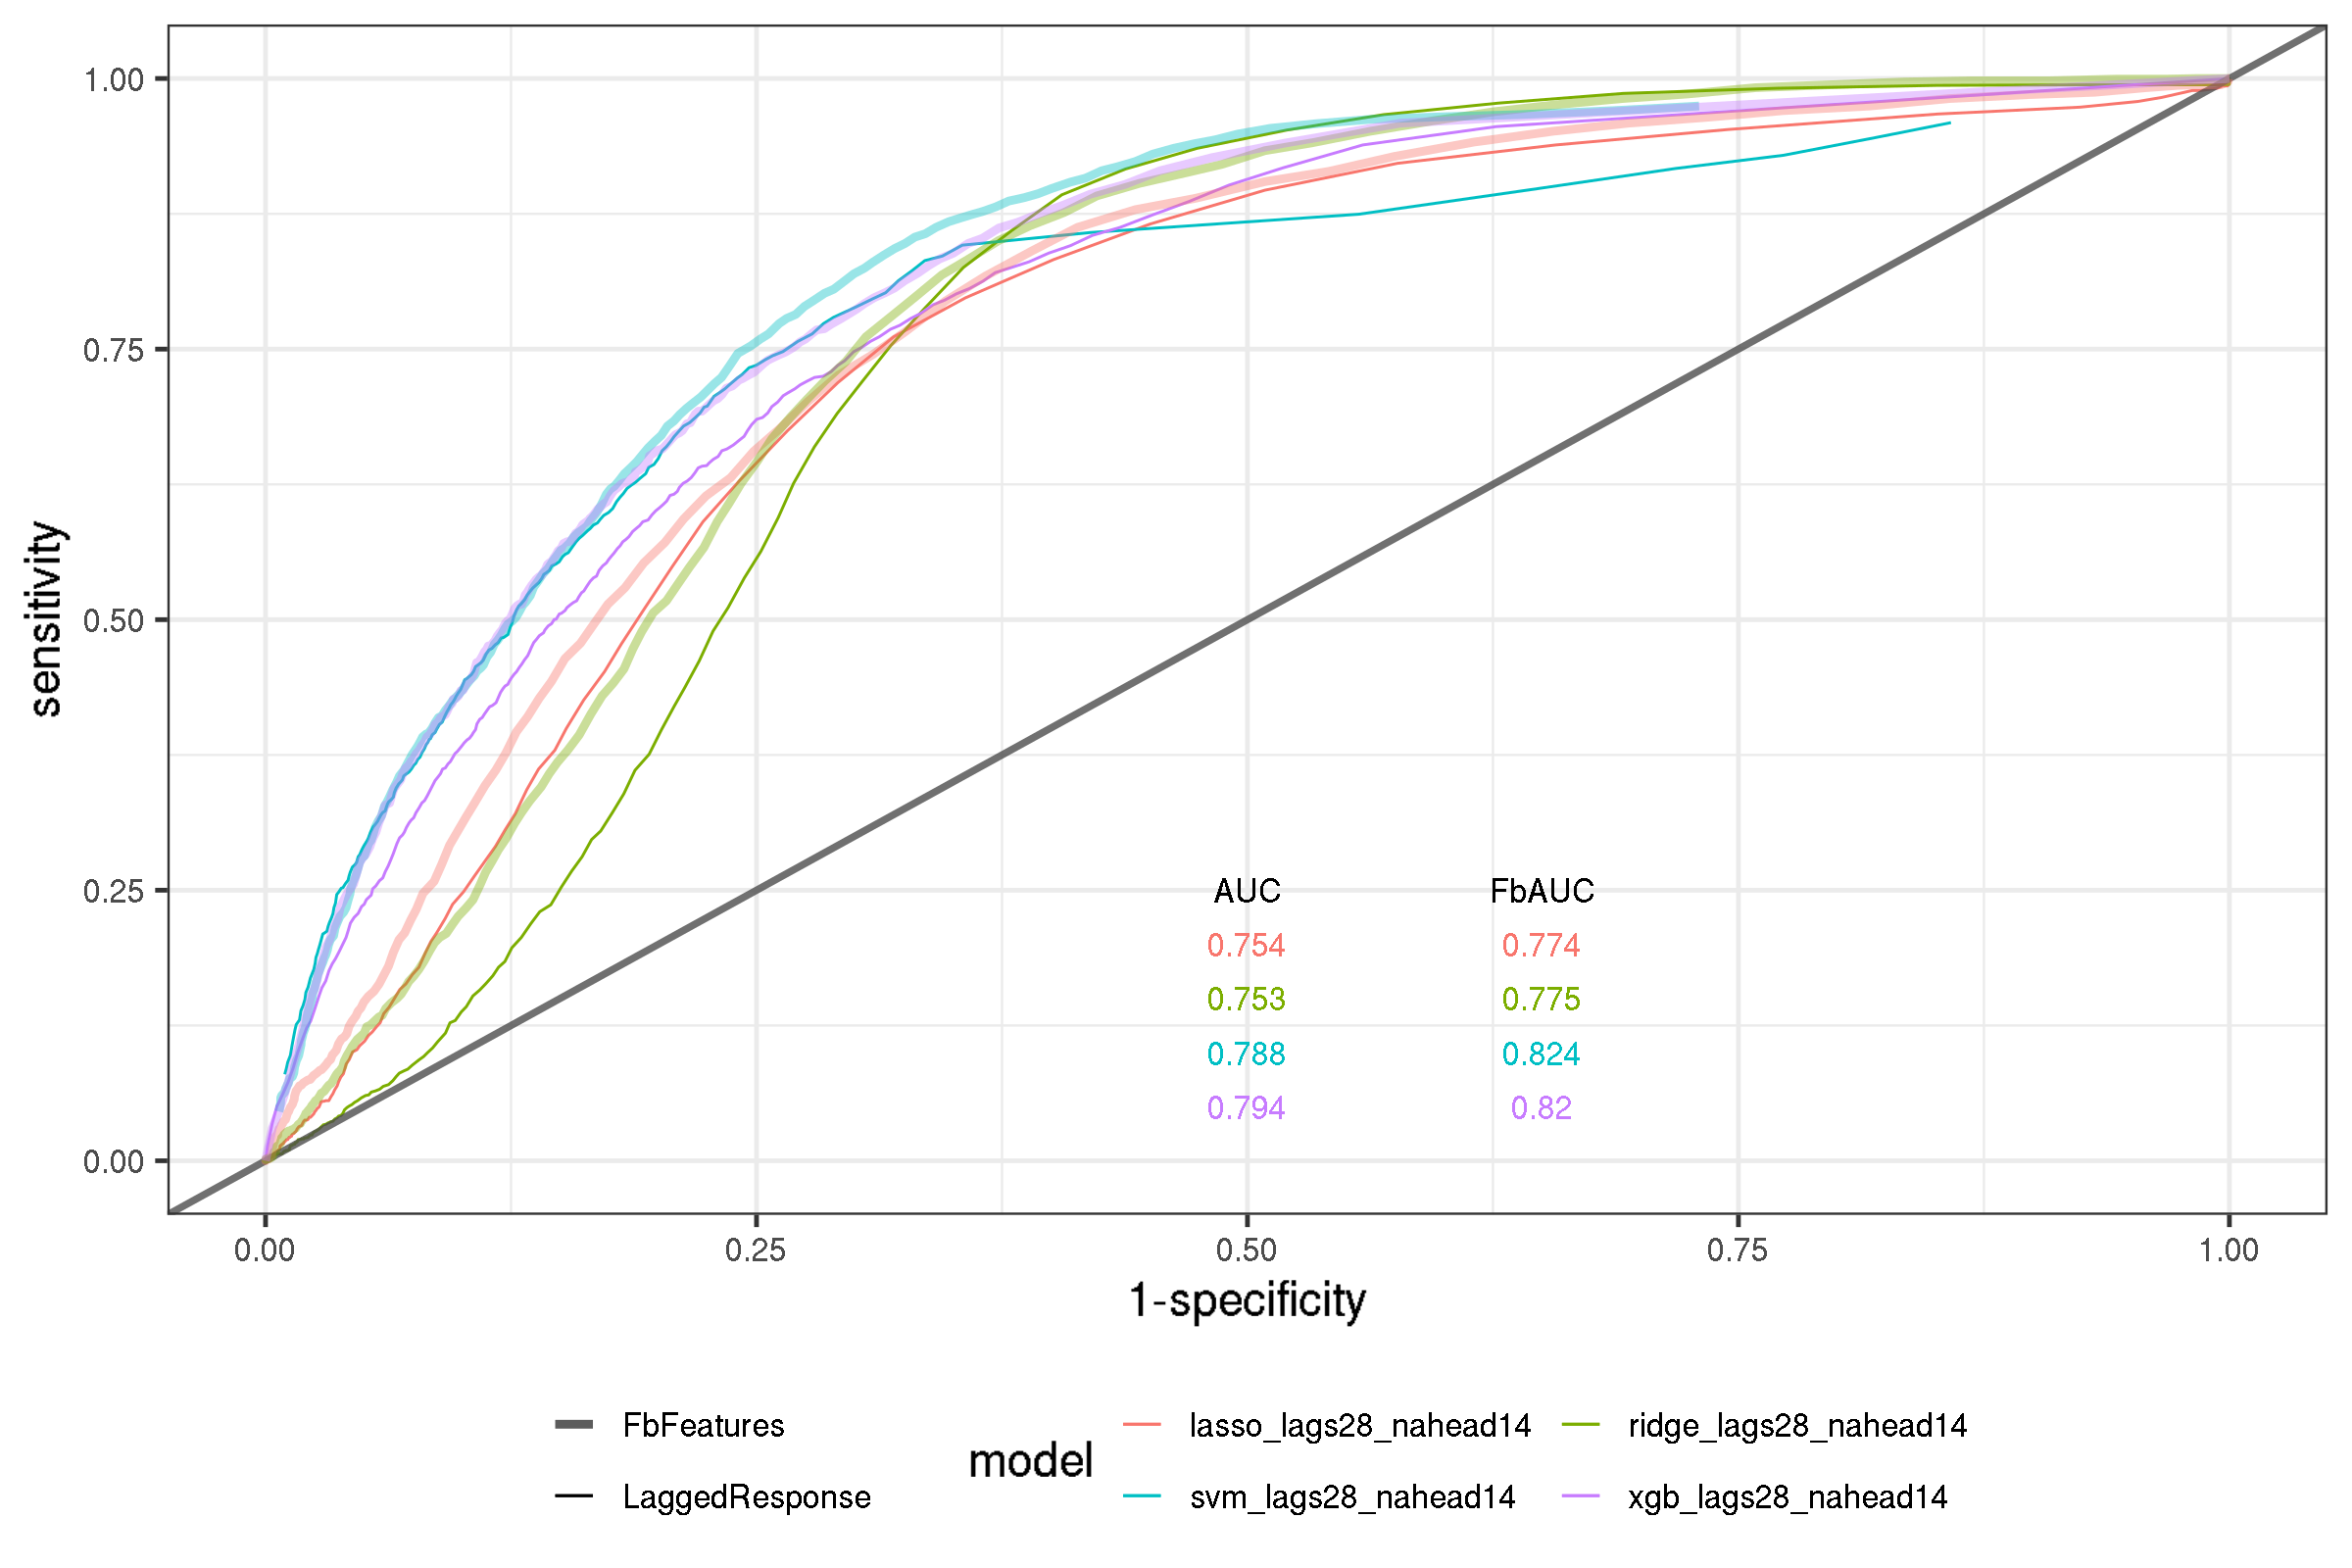 1.00
0.75
0.50
0.25
0.00
sensitivity
AUC FbAUC
0.754 0.774
0.753 0.775
0.788 0.824
0.794 0.82
0.00 0.25 0.50 0.75 1.00
1-specificity
FbFeatures
LaggedResponse
model
lasso_lags28_nahead14 ridge_lags28_nahead14
svm_lags28_nahead14 xgb_lags28_nahead14